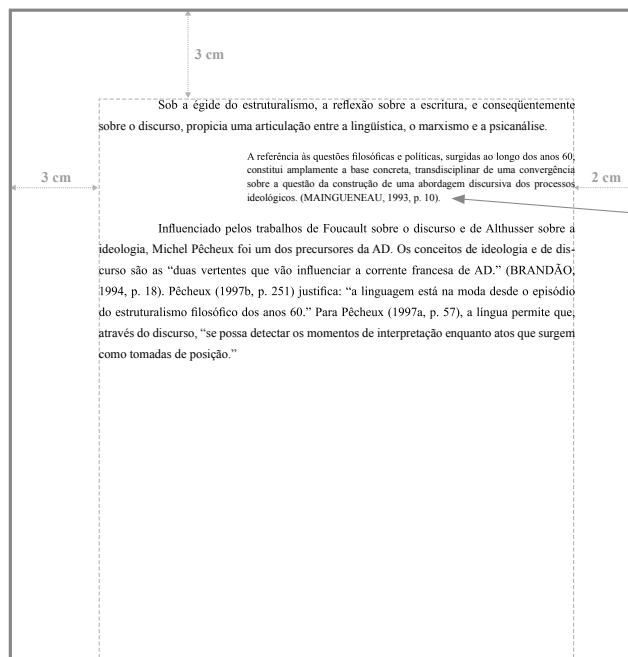 3 cm
Sob a égide do estruturalismo, a reflexão sobre a escritura, e conseqüentemente
sobre o discurso, propicia uma articulação entre a lingüística, o marxismo e a psicanálise.
A referência às questões filosóficas e políticas, surgidas ao longo dos anos 60,
constitui amplamente a base concreta, transdisciplinar de uma convergência
3 cm
2 cm
sobre a questão da construção de uma abordagem discursiva dos processos
ideológicos. (MAINGUENEAU, 1993, p. 10).
Influenciado pelos trabalhos de Foucault sobre o discurso e de Althusser sobre a
ideologia, Michel Pêcheux foi um dos precursores da AD. Os conceitos de ideologia e de dis-
curso são as “duas vertentes que vão influenciar a corrente francesa de AD.” (BRANDÃO,
1994, p. 18). Pêcheux (1997b, p. 251) justifica: “a linguagem está na moda desde o episódio
do estruturalismo filosófico dos anos 60.” Para Pêcheux (1997a, p. 57), a língua permite que,
através do discurso, “se possa detectar os momentos de interpretação enquanto atos que surgem
como tomadas de posição.”